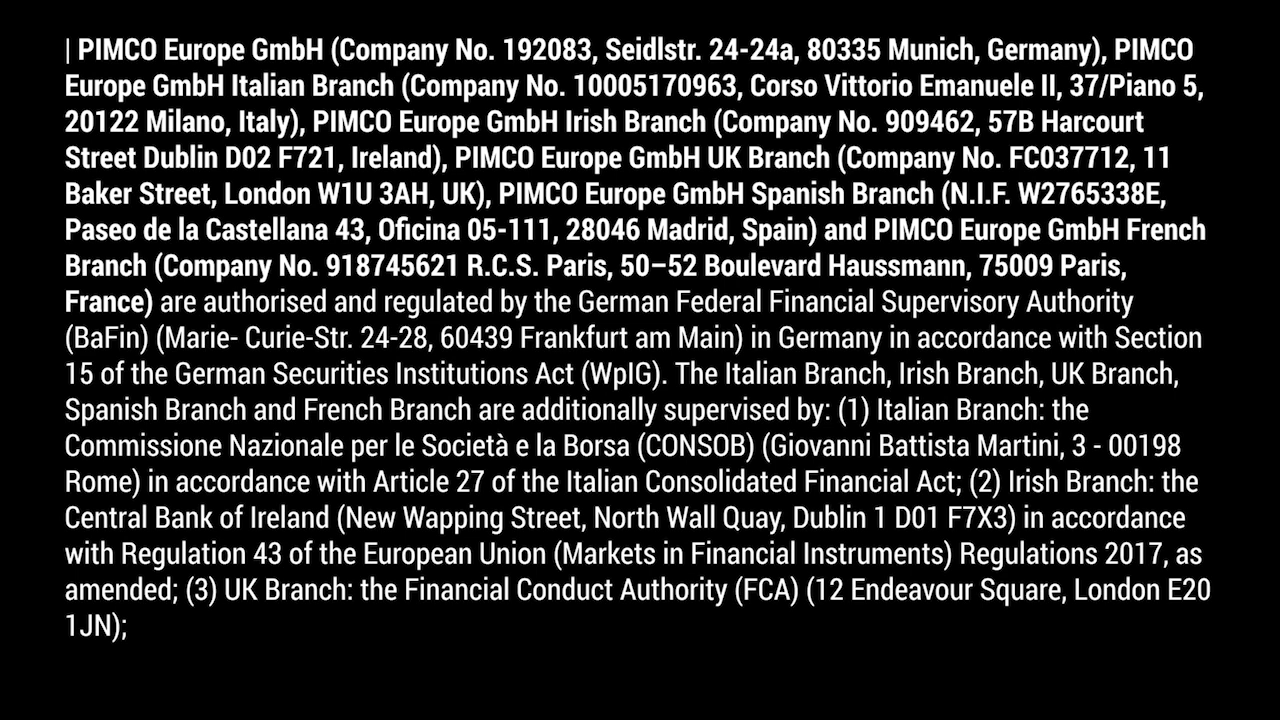 | PIMCO Europe GmbH (Company No. 192083, Seidlstr. 24-24a, 80335 Munich, Germany), PIMCO
Europe GmbH Italian Branch (Company No. 10005170963, Corso Vittorio Emanuele II, 37/Piano 5,
20122 Milano, Italy), PIMCO Europe GmbH Irish Branch (Company No. 909462, 57B Harcourt
Street Dublin D02 F721, Ireland), PIMCO Europe GmbH UK Branch (Company No. FC037712, 11
Baker Street, London W1U 3AH, UK), PIMCO Europe GmbH Spanish Branch (N.I.F. W2765338E,
Paseo de la Castellana 43, Oficina 05-111, 28046 Madrid, Spain) and PIMCO Europe GmbH French
Branch (Company No. 918745621 R.C.S. Paris, 50–52 Boulevard Haussmann, 75009 Paris,
France) are authorised and regulated by the German Federal Financial Supervisory Authority
(BaFin) (Marie- Curie-Str. 24-28, 60439 Frankfurt am Main) in Germany in accordance with Section
15 of the German Securities Institutions Act (WpIG). The Italian Branch, Irish Branch, UK Branch,
Spanish Branch and French Branch are additionally supervised by: (1) Italian Branch: the
Commissione Nazionale per le Società e la Borsa (CONSOB) (Giovanni Battista Martini, 3 - 00198
Rome) in accordance with Article 27 of the Italian Consolidated Financial Act; (2) Irish Branch: the
Central Bank of Ireland (New Wapping Street, North Wall Quay, Dublin 1 D01 F7X3) in accordance
with Regulation 43 of the European Union (Markets in Financial Instruments) Regulations 2017, as
amended; (3) UK Branch: the Financial Conduct Authority (FCA) (12 Endeavour Square, London E20
1JN);